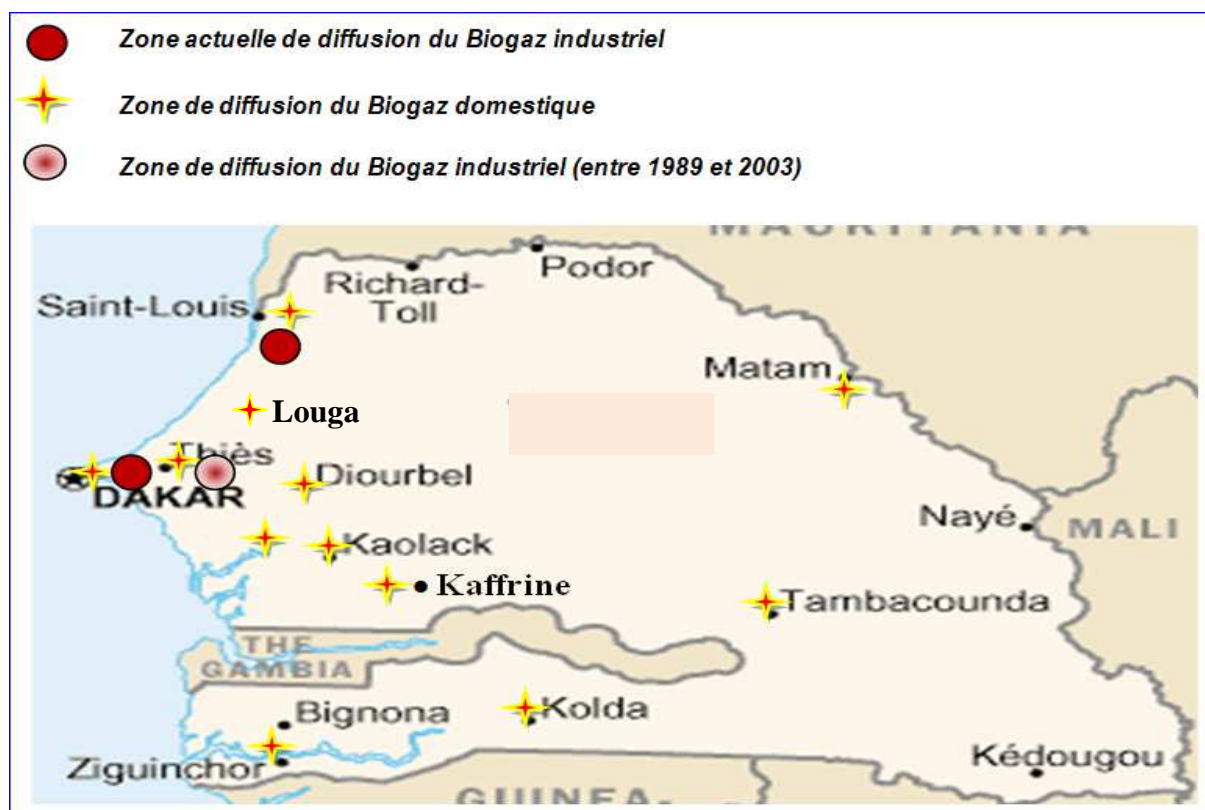 Zone actuelle de diffusion du Biogaz industriel
Zone de diffusion du Biogaz domestique
Zone de diffusion du Biogaz industriel (entre 1989 et 2003)
MAURITANIA
Podor
Richard-
Toll
Saint-Louis
Matam
Louga
Thiès
DAKAR
Diourbel
Nayé
MALI
Kaolack
Kaffrine
Tambacounda
THE
GAMBIA
Kolda
Bignona
Ziguinchor
Kédougou
GUINEA-